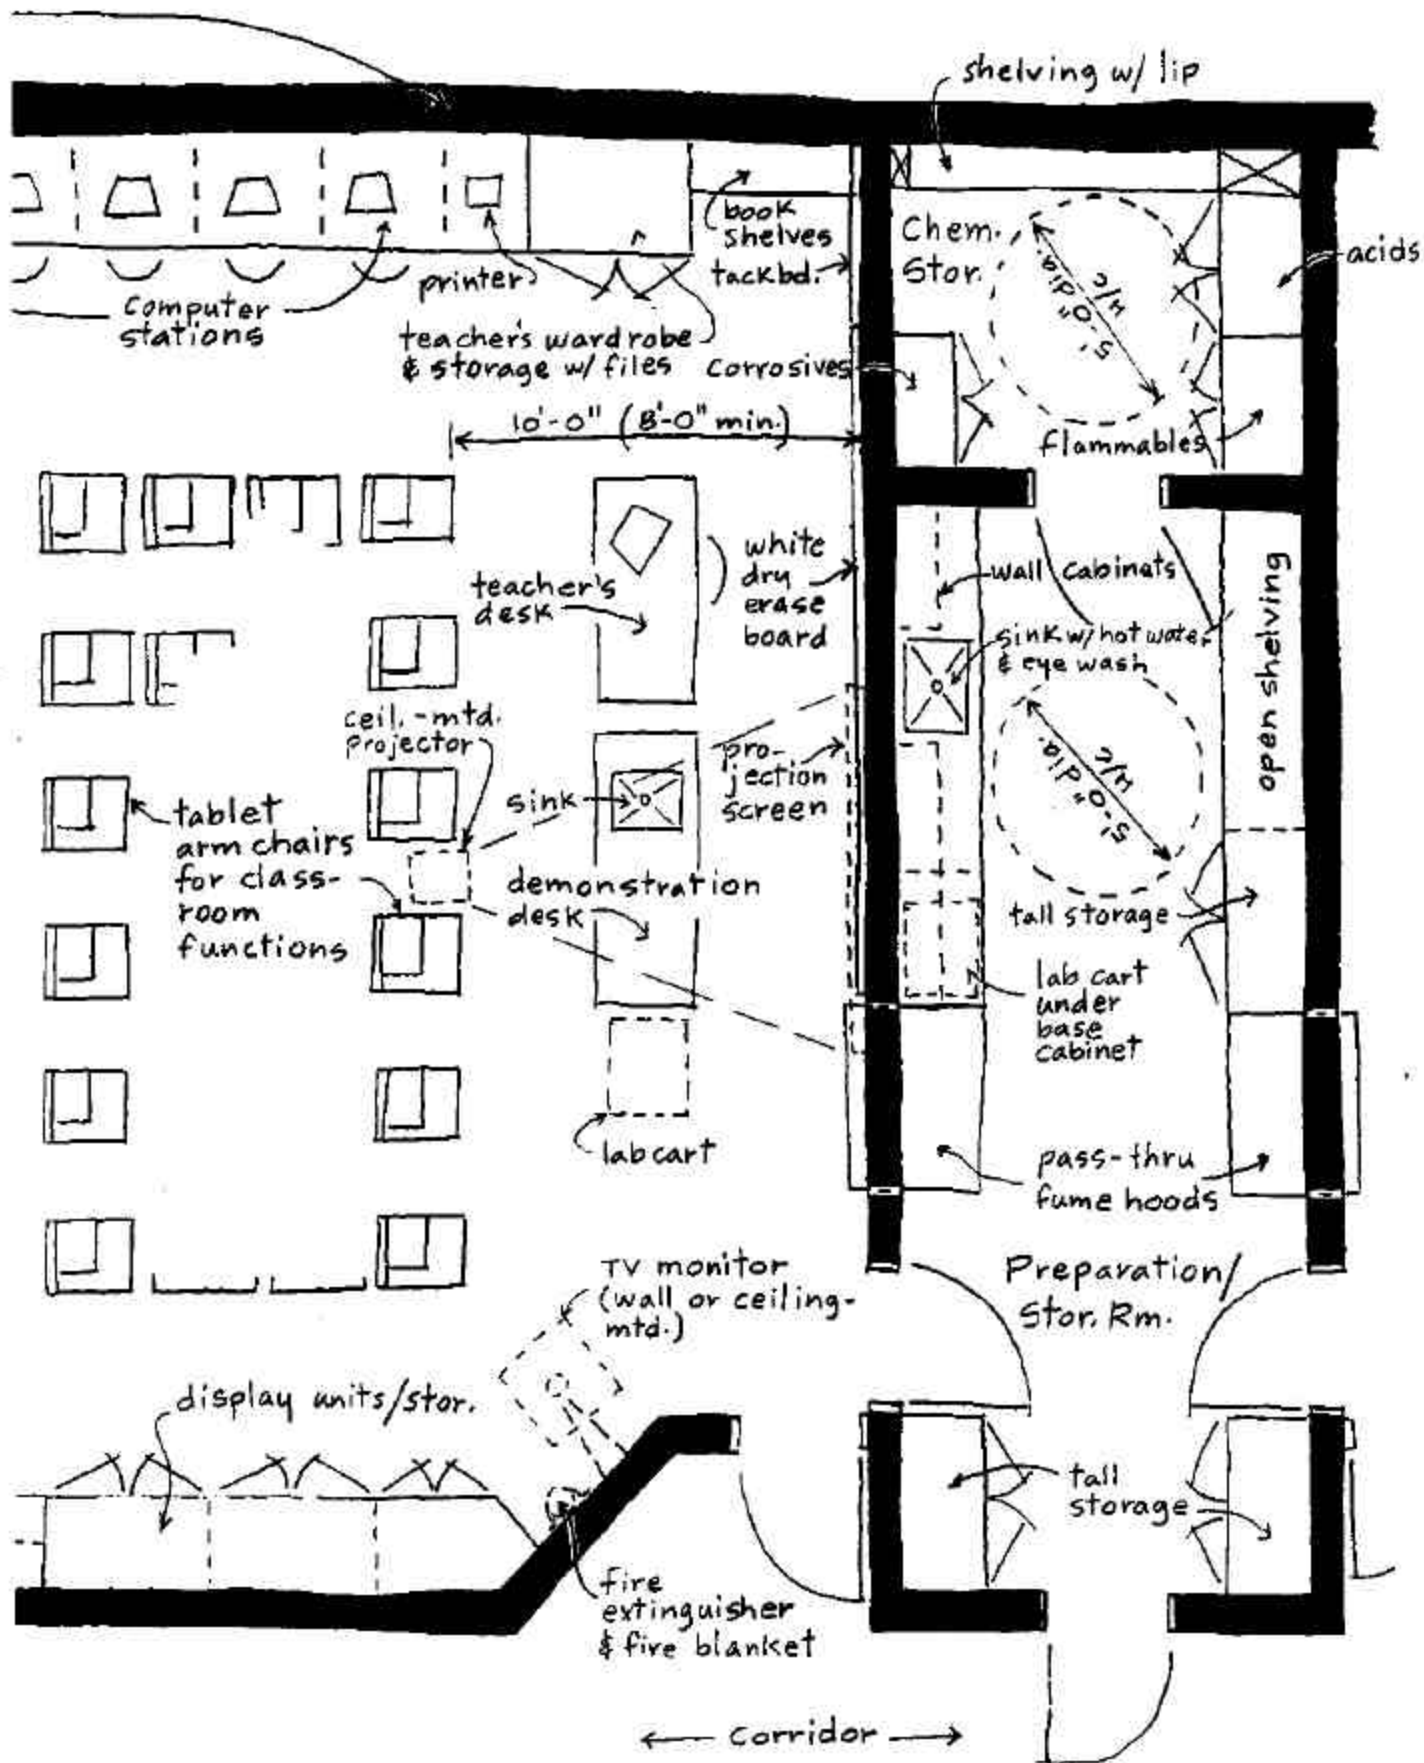 shelving w/ lip
book
shelves
tackbd.
Chem.
Stor.
5'-0" dia.
w/c
acids
printer
computer
stations
teacher's wardrobe
& storage w/ files
corrosives
10'-0" (8'-0" min.)
flammables
teacher's
desk
white
dry
erase
board
wall cabinets
sink w/ hot water
& eye wash
open shelving
ceil.-mtd.
projector
sink
pro-
jection
screen
5'-0" dia.
w/c
tablet
arm chairs
for class-
room
functions
demonstration
desk
tall storage
lab cart
under
base
cabinet
lab cart
pass-thru
fume hoods
TV monitor
(wall or ceiling-
mtd.)
Preparation/
Stor. Rm.
display units/stor.
tall
storage
fire
extinguisher
& fire blanket
corridor